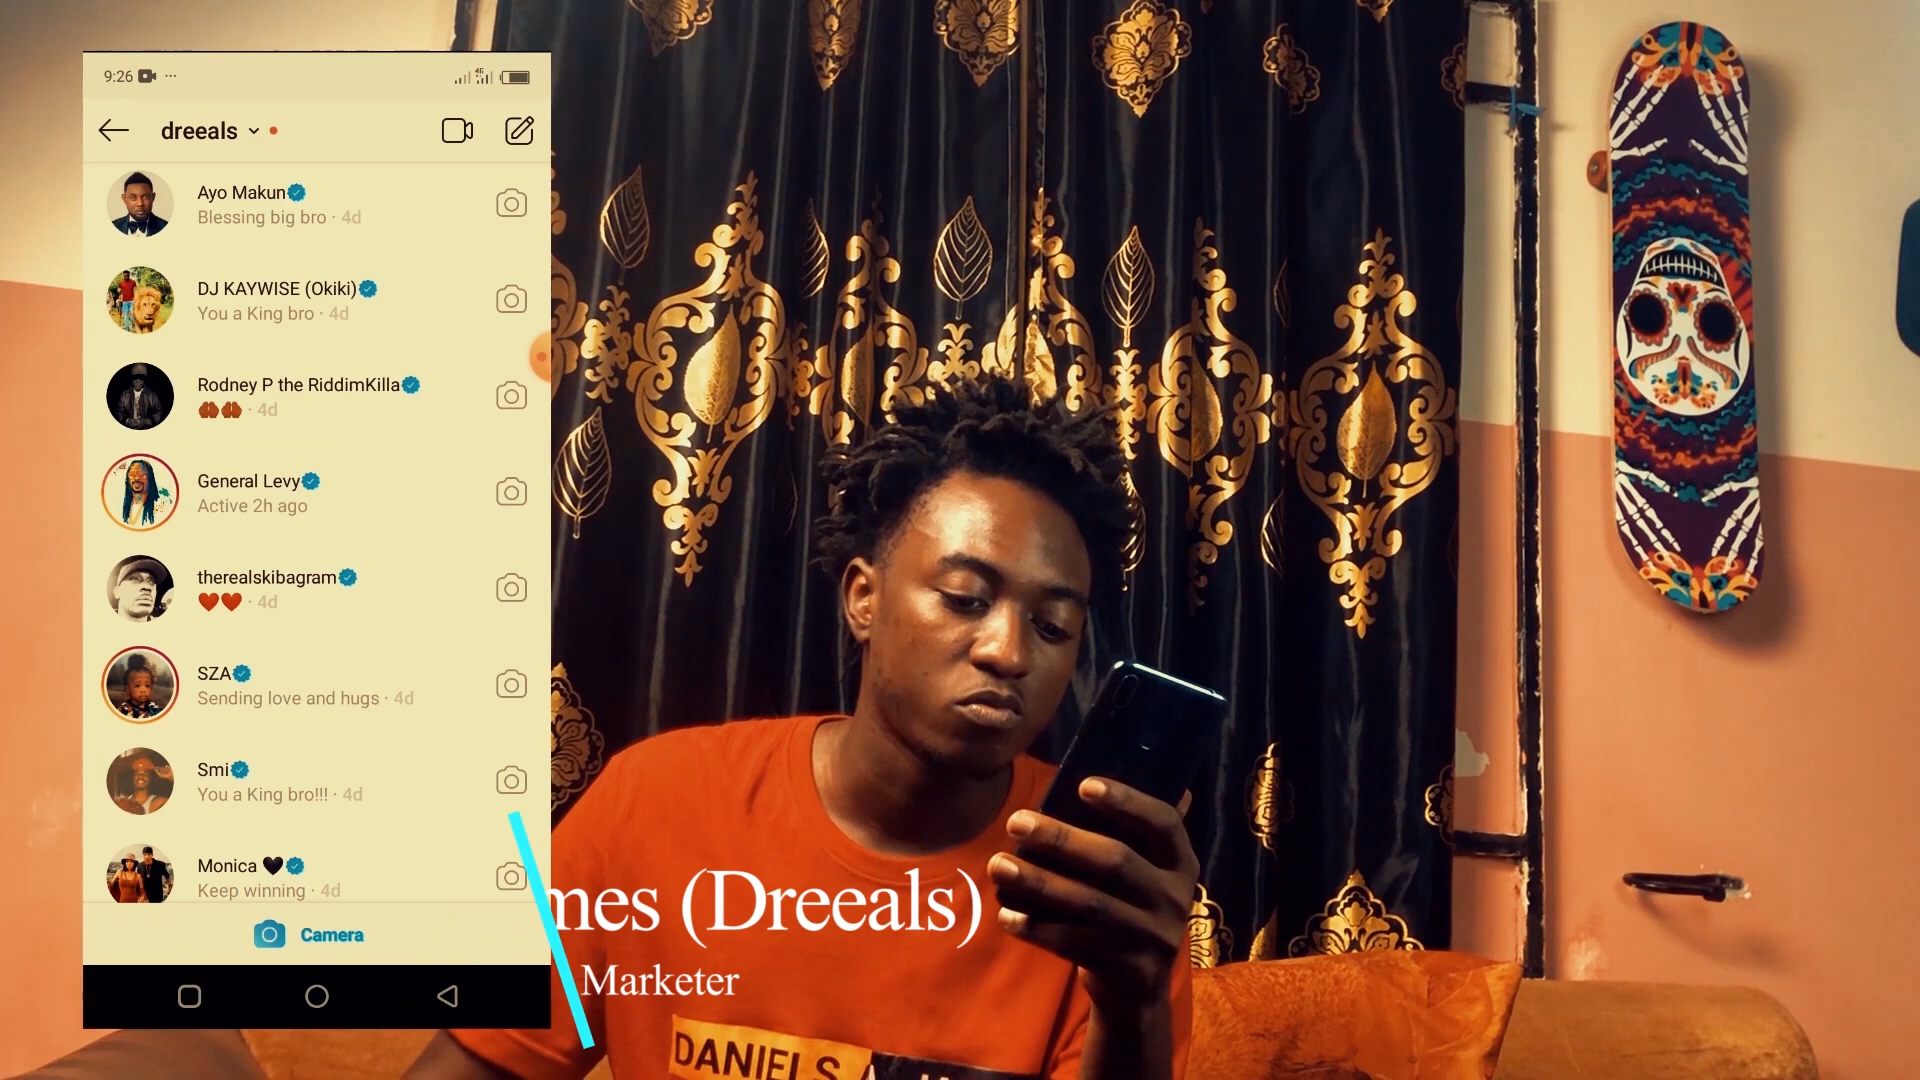 9:26
4G
dreeals
Ayo Makun
Blessing big bro · 4d
DJ KAYWISE (Okiki)
You a King bro · 4d
Rodney P the RiddimKilla
🤲🏾🤲🏾 · 4d
General Levy
Active 2h ago
therealskibagram
❤️❤️ · 4d
SZA
Sending love and hugs · 4d
Smi
You a King bro!!! · 4d
Monica 🖤
Keep winning · 4d
Camera
mes (Dreeals)
Marketer
DANIELS